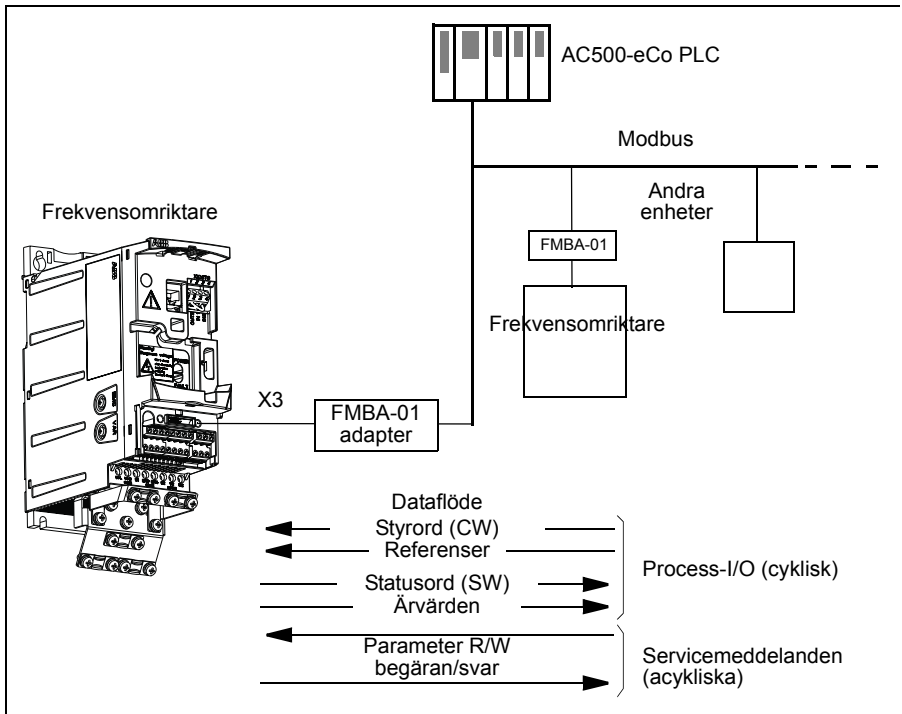 AC500-eCo PLC
Modbus
Andra
enheter
Frekvensomriktare
FMBA-01
Frekvensomriktare
X3
FMBA-01
adapter
Dataflöde
Styrord (CW)
Referenser
Process-I/O (cyklisk)
Statusord (SW)
Ärvärden
Parameter R/W
begäran/svar
Servicemeddelanden
(acykliska)